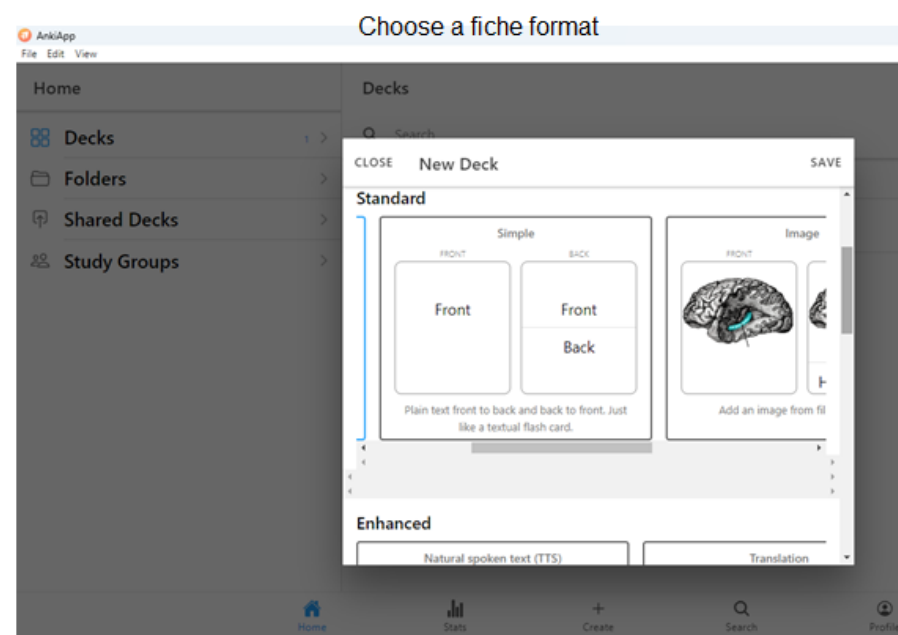 Choose a fiche format
AnkiApp
File Edit View
Home
Decks
Decks 1
Search
Folders
Shared Decks
Study Groups
CLOSE New Deck SAVE
Standard
Simple
FRONT BACK
Front
Front
Back
Plain text front to back and back to front. Just
like a textual flash card.
Image
FRONT
H
Add an image from fil
Enhanced
Natural spoken text (TTS)
Translation
Home
Stats
Create
Search
Profile